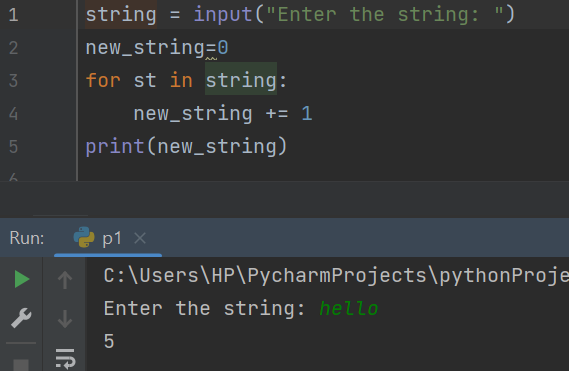 1 string = input("Enter the string: ")
2 new_string=0
3 for st in string:
4     new_string += 1
5 print(new_string)
Run: p1
C:\Users\HP\PycharmProjects\pythonProje
Enter the string: hello
5